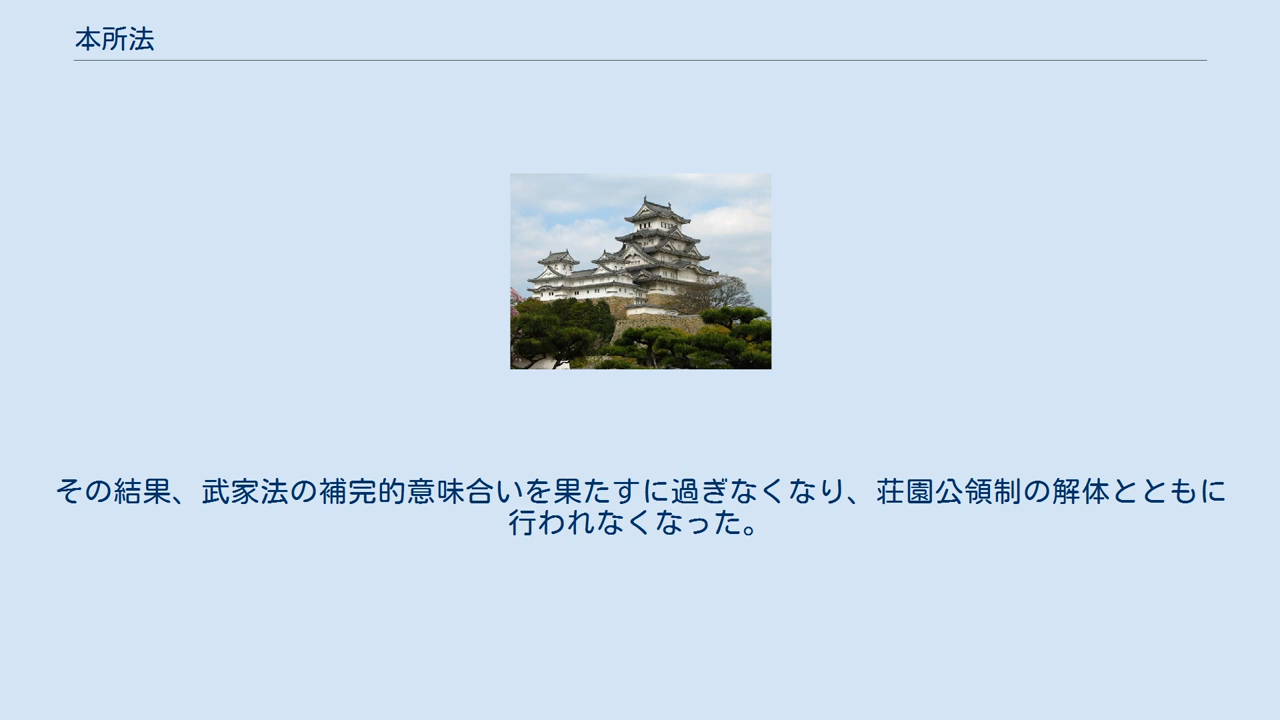 本所法
その結果、武家法の補完的意味合いを果たすに過ぎなくなり、荘園公領制の解体とともに
行われなくなった。